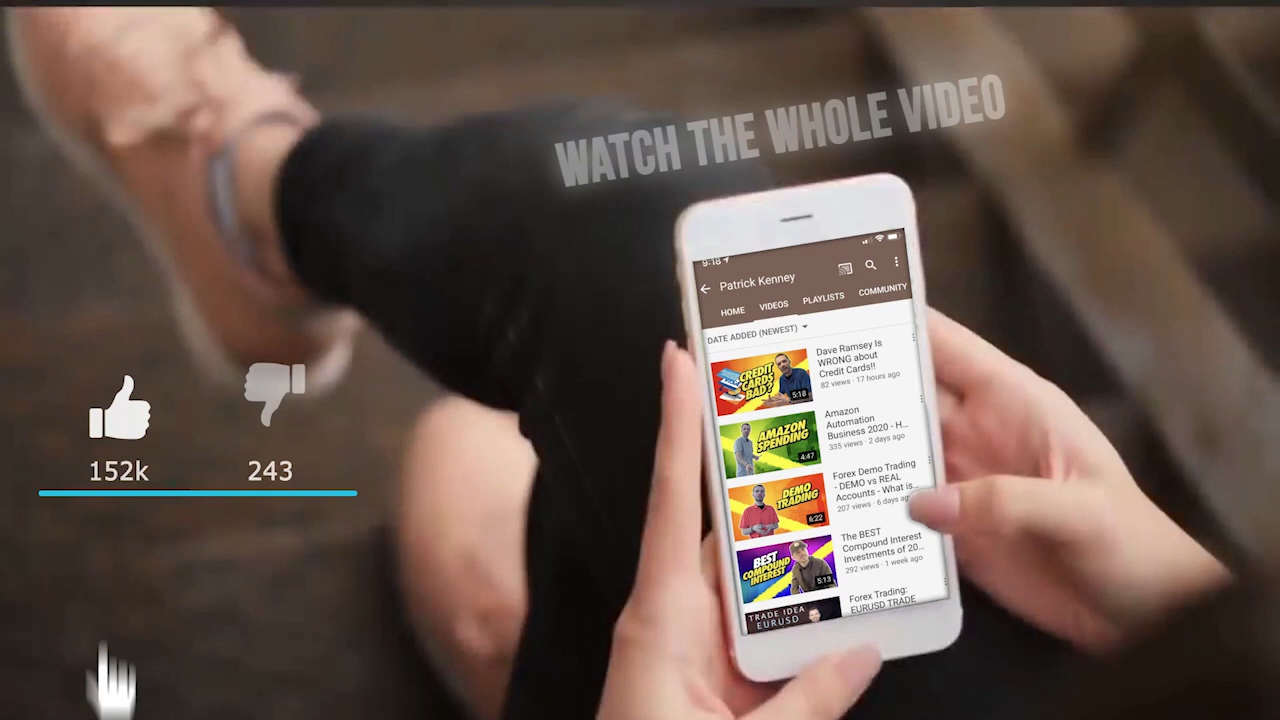 WATCH THE WHOLE VIDEO
9:18
Patrick Kenney
HOME VIDEOS PLAYLISTS COMMUNITY
DATE ADDED (NEWEST)
CREDIT
CARDS
BAD?
5:18
Dave Ramsey Is
WRONG about
Credit Cards!!
82 views · 17 hours ago
AMAZON
SPENDING
4:47
Amazon
Automation
Business 2020 - H...
335 views · 2 days ago
DEMO
TRADING
6:22
Forex Demo Trading
- DEMO vs REAL
Accounts - What is...
207 views · 6 days
BEST
COMPOUND
INTEREST
5:13
The BEST
Compound Interest
Investments of 20...
292 views · 1 week ago
TRADE IDEA
EURUSD
Forex Trading:
EURUSD TRADE
152k 243